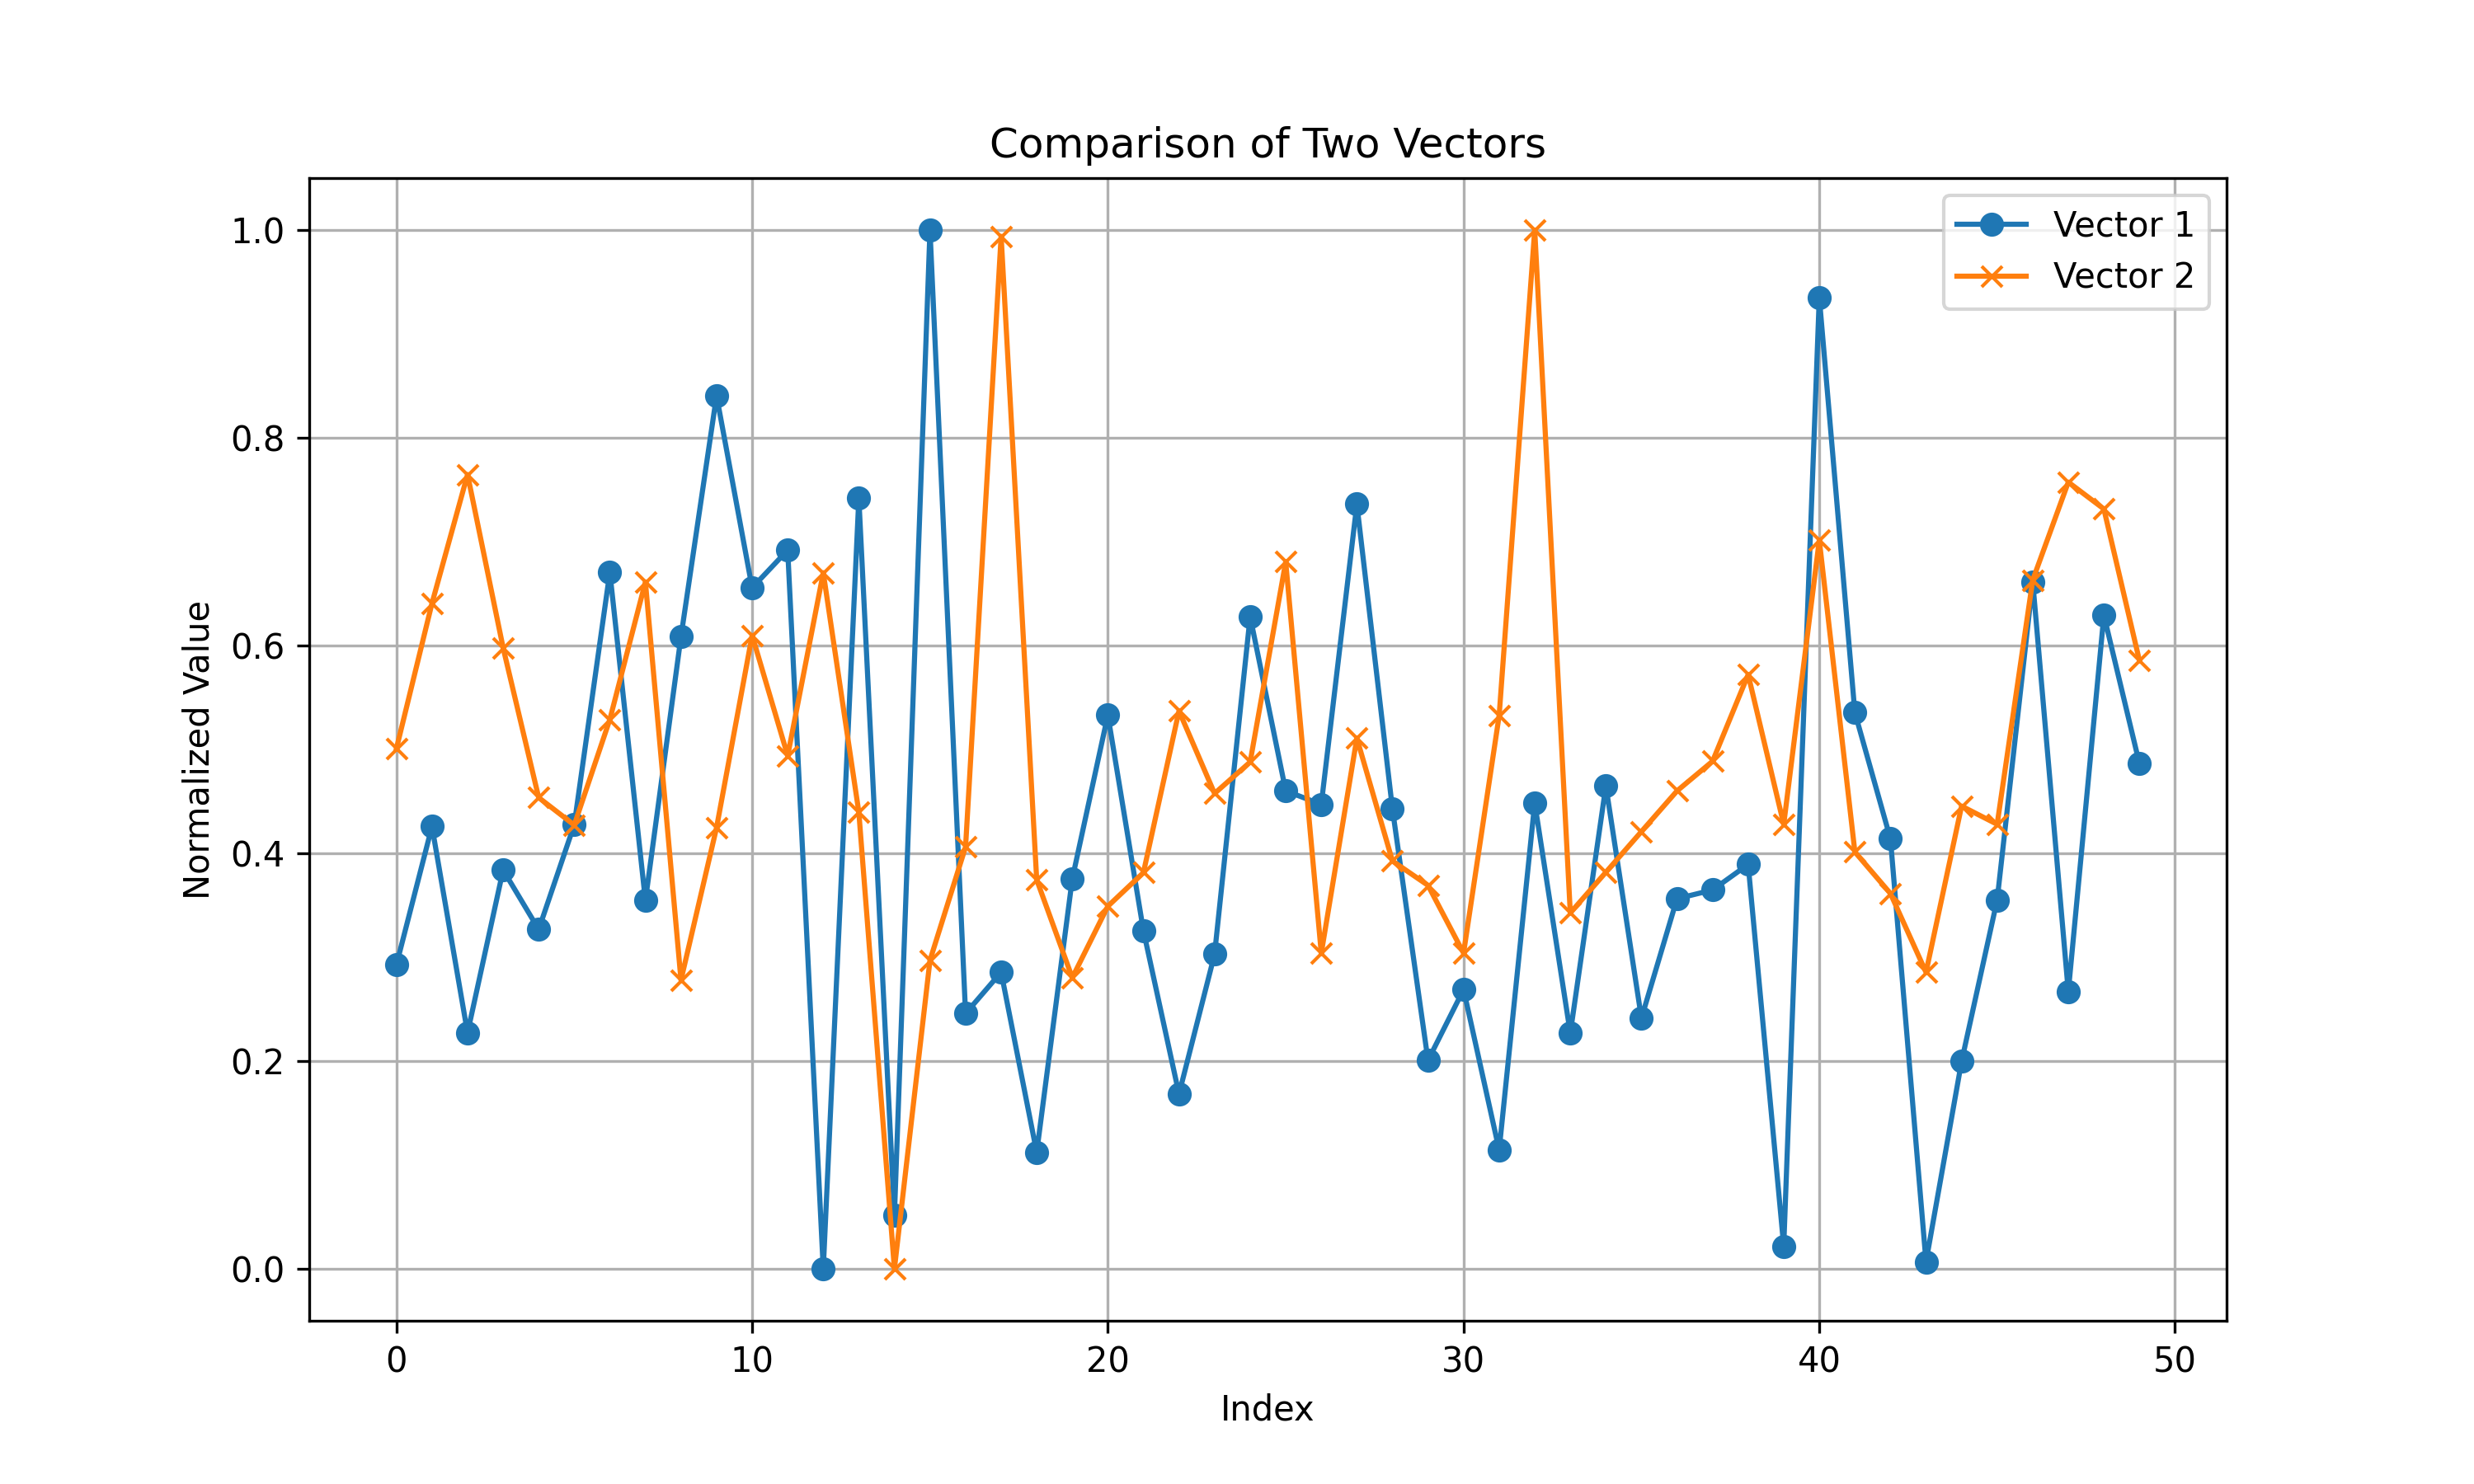 Comparison of Two Vectors
Vector 1
Vector 2
Normalized Value
1.0
0.8
0.6
0.4
0.2
0.0
0 10 20 30 40 50
Index